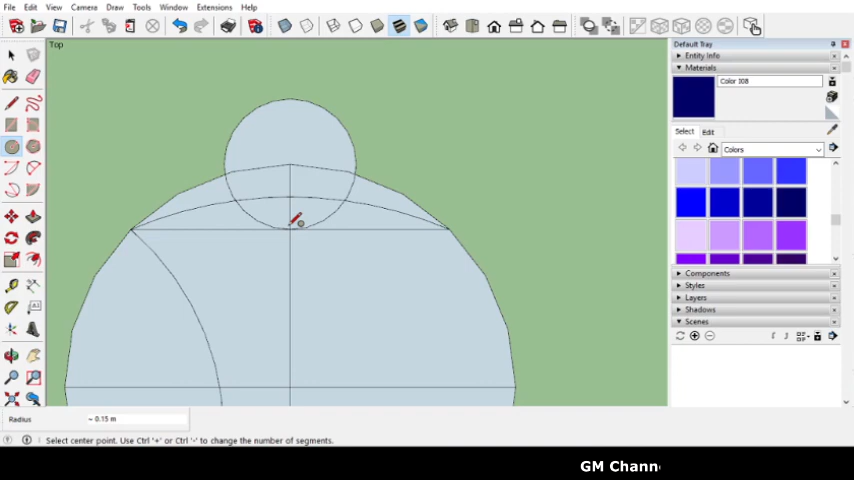 File Edit View Camera Draw Tools Window Extensions Help
Top
Default Tray
Entity Info
Materials
Color I08
Select Edit
Colors
Components
Styles
Layers
Shadows
Scenes
Radius ~ 0.15 m
Select center point. Use Ctrl '+' or Ctrl '-' to change the number of segments.
GM Chann